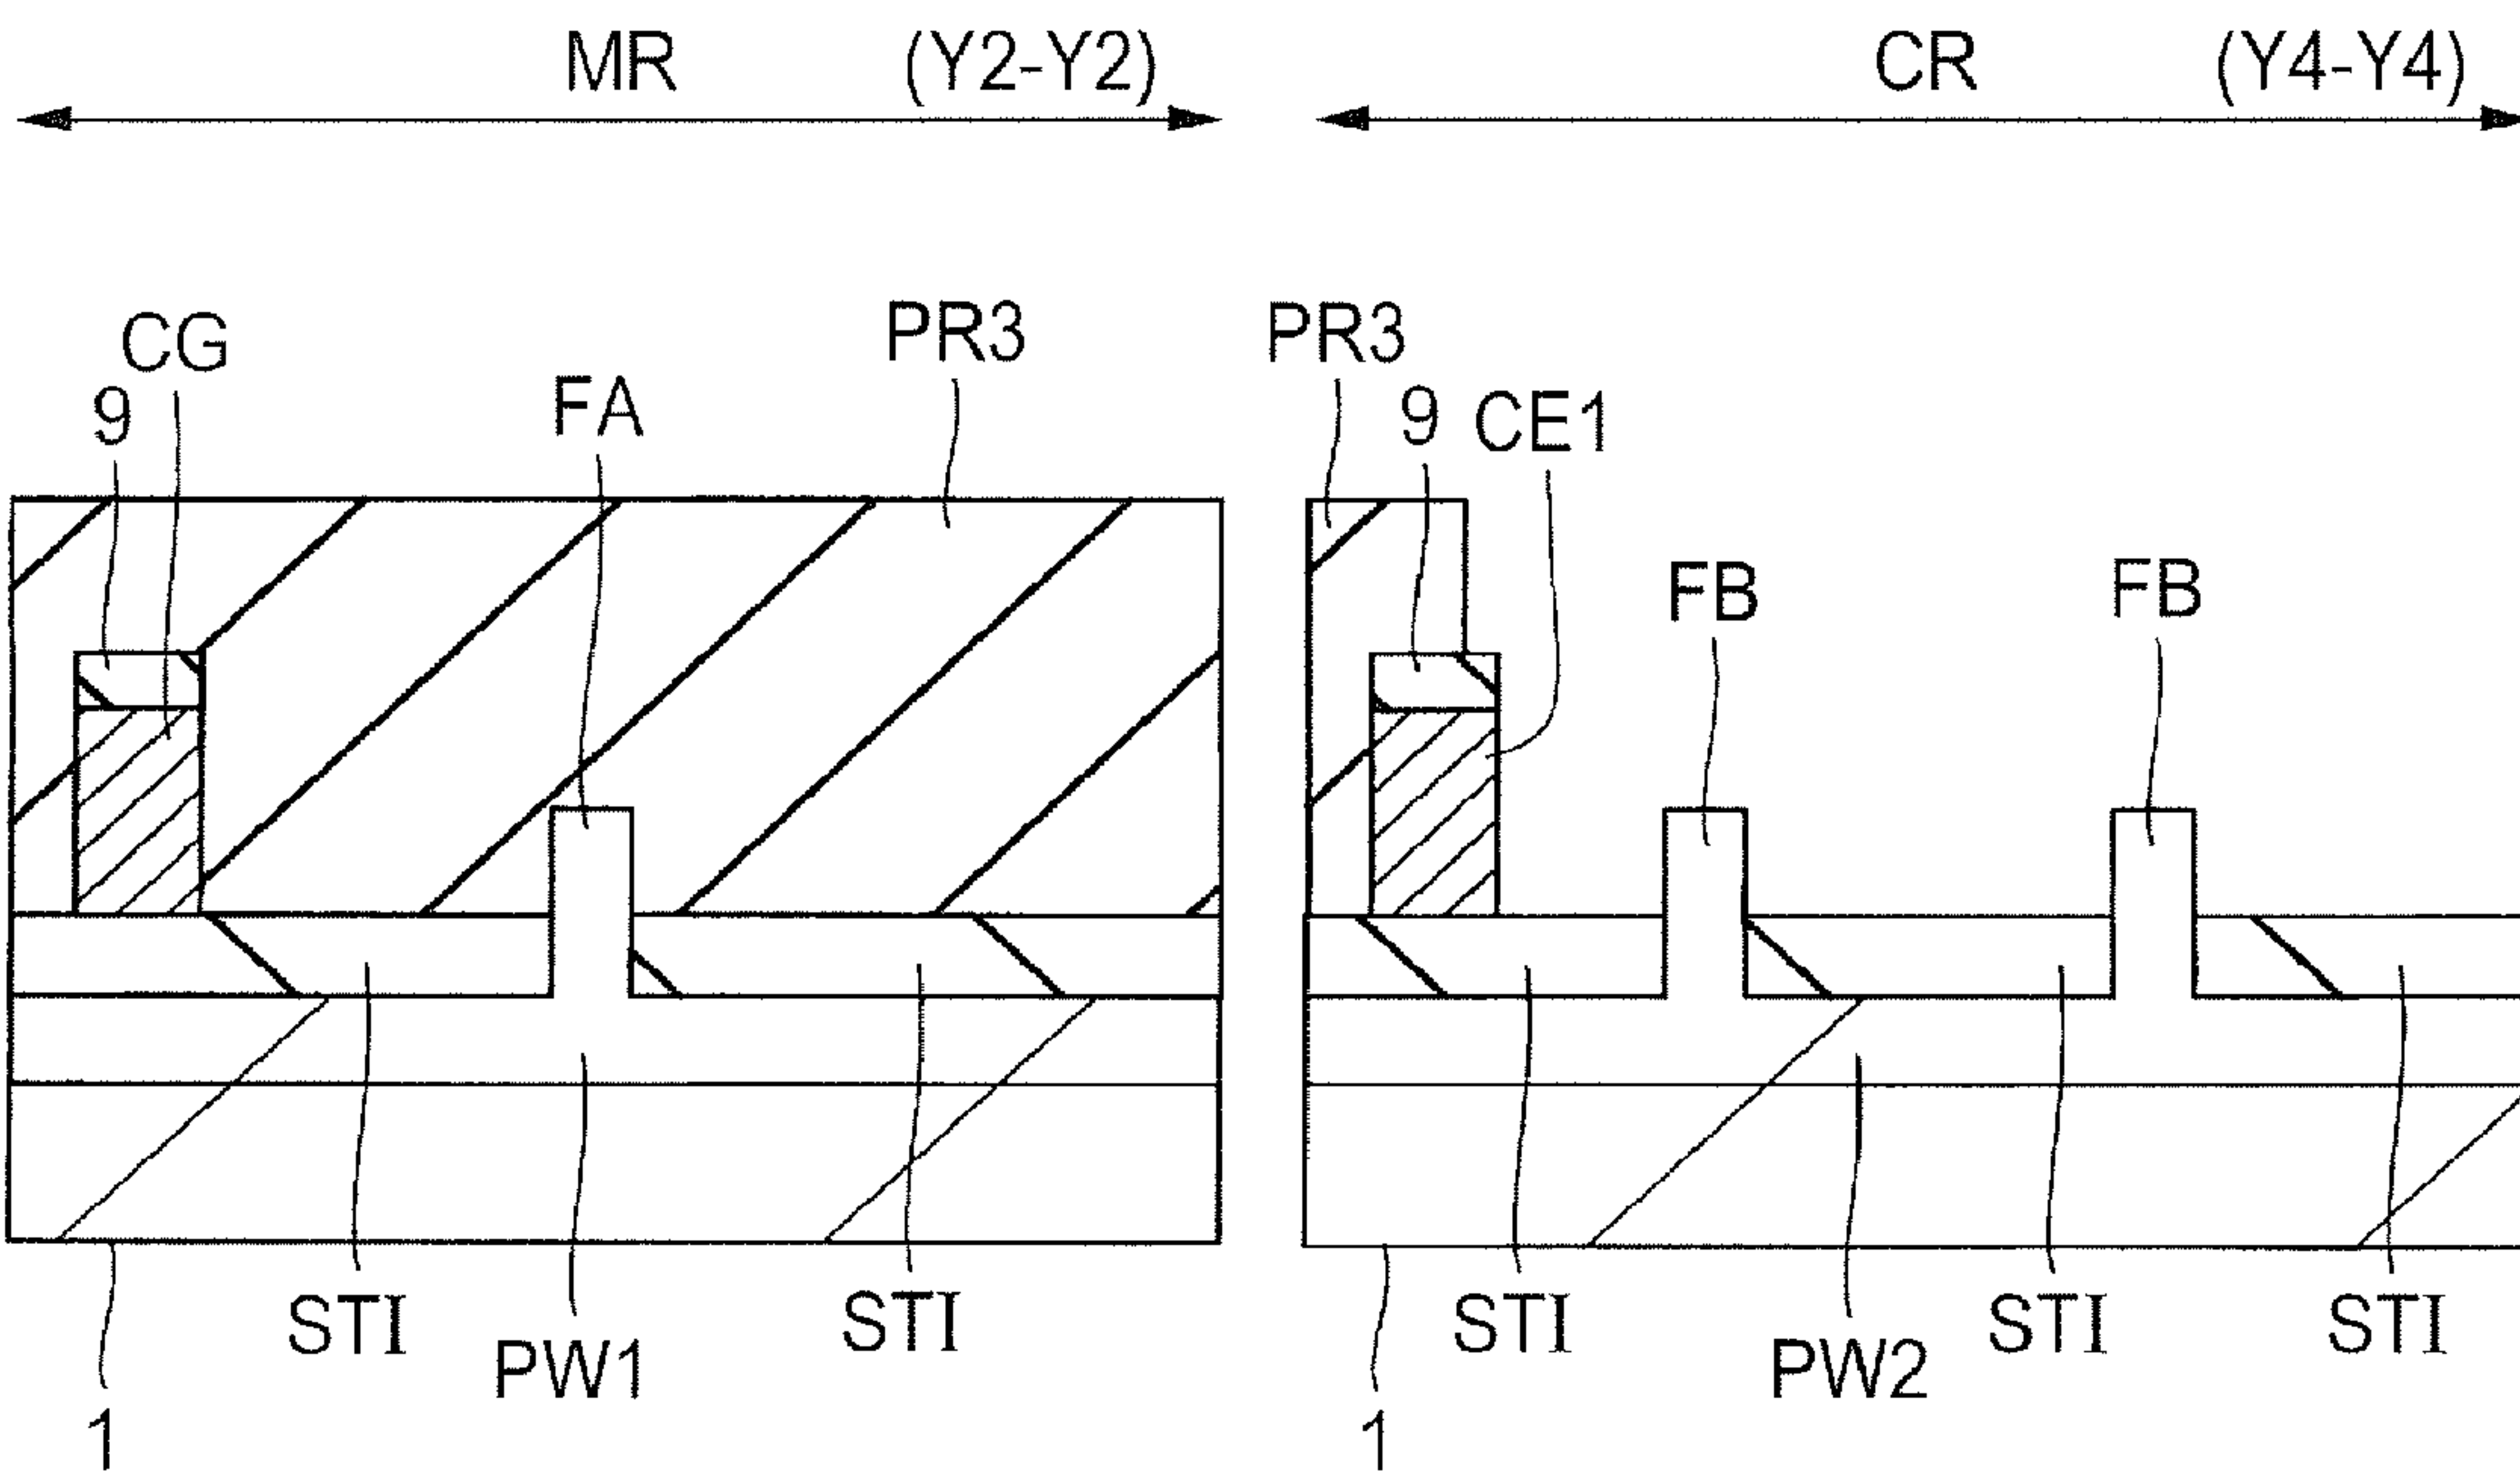 MR (Y2-Y2) CR (Y4-Y4)
CG PR3 PR3
9 FA 9 CE1
FB FB
STI STI STI STI STI
PW1 PW2
1 1